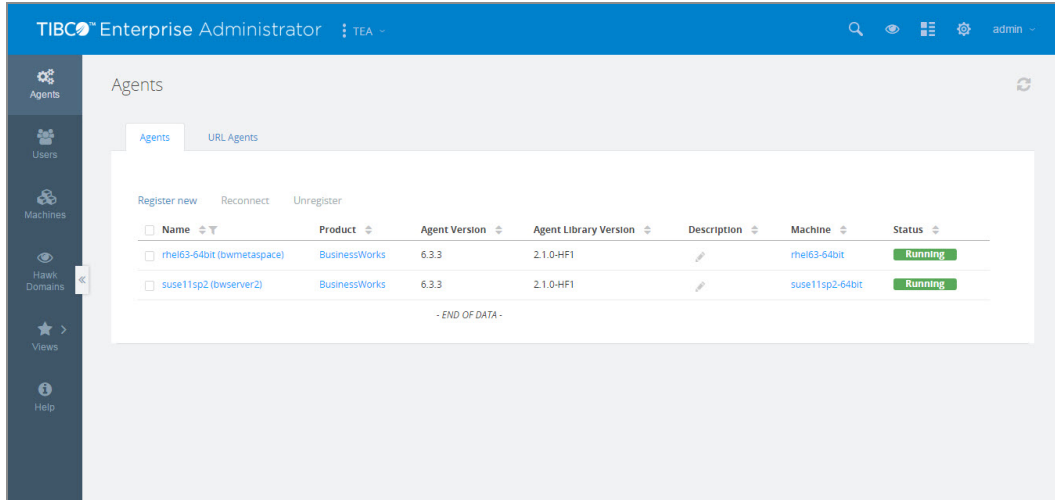 TIBCO™ Enterprise Administrator TEA admin
Agents
Users
Machines
Hawk
Domains
Views
Help
Agents
Agents URL Agents
Register new Reconnect Unregister
Name Product Agent Version Agent Library Version Description Machine Status
rhel63-64bit (bwmetaspace) BusinessWorks 6.3.3 2.1.0-HF1 rhel63-64bit Running
suse11sp2 (bwserver2) BusinessWorks 6.3.3 2.1.0-HF1 suse11sp2-64bit Running
- END OF DATA -